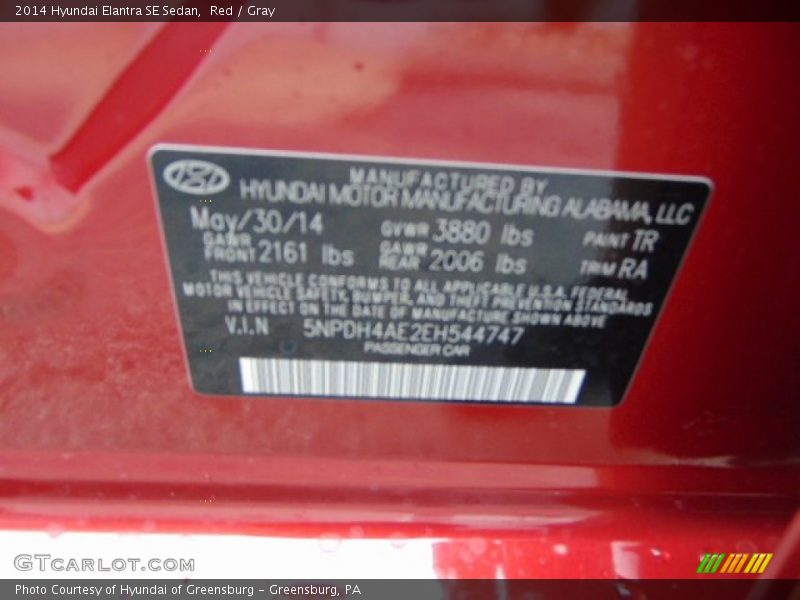 2014 Hyundai Elantra SE Sedan, Red / Gray
MANUFACTURED BY
HYUNDAI MOTOR MANUFACTURING ALABAMA, LLC
May/30/14 GVWR 3880 lbs PAINT TR
GAWR FRONT 2161 lbs GAWR REAR 2006 lbs TRIM RA
THIS VEHICLE CONFORMS TO ALL APPLICABLE U.S.A. FEDERAL
MOTOR VEHICLE SAFETY, BUMPER, AND THEFT PREVENTION STANDARDS
IN EFFECT ON THE DATE OF MANUFACTURE SHOWN ABOVE
V.I.N 5NPDH4AE2EH544747
PASSENGER CAR
GTCARLOT.COM
Photo Courtesy of Hyundai of Greensburg - Greensburg, PA